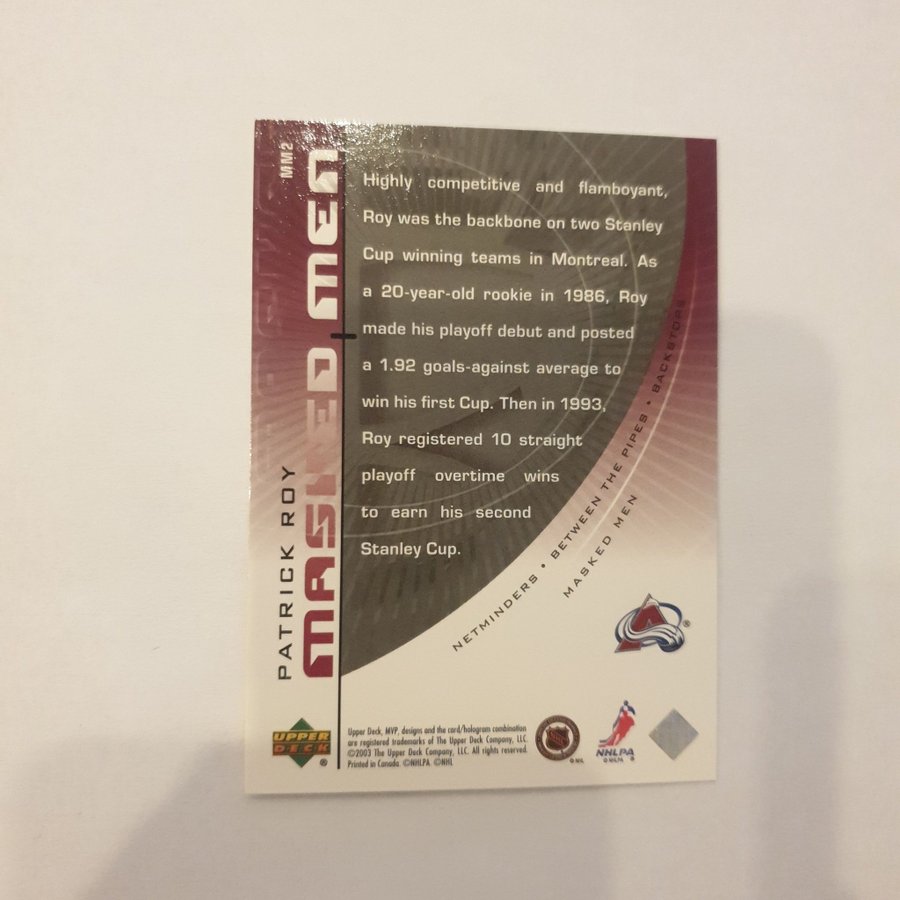 MM2
MASKED MEN
PATRICK ROY
Highly competitive and flamboyant,
Roy was the backbone on two Stanley
Cup winning teams in Montreal. As
a 20-year-old rookie in 1986, Roy
made his playoff debut and posted
a 1.92 goals-against average to
win his first Cup. Then in 1993,
Roy registered 10 straight
playoff overtime wins
to earn his second
Stanley Cup.
NETMINDERS • BETWEEN THE PIPES • BACKSTOPS
MASKED MEN
A
®
UPPER
DECK
®
Upper Deck, MVP, designs and the card/hologram combination
are registered trademarks of The Upper Deck Company, LLC.
©2003 The Upper Deck Company, LLC. All rights reserved.
Printed in Canada. ©NHLPA. ©NHL
© NHL
NHLPA
© NHLPA